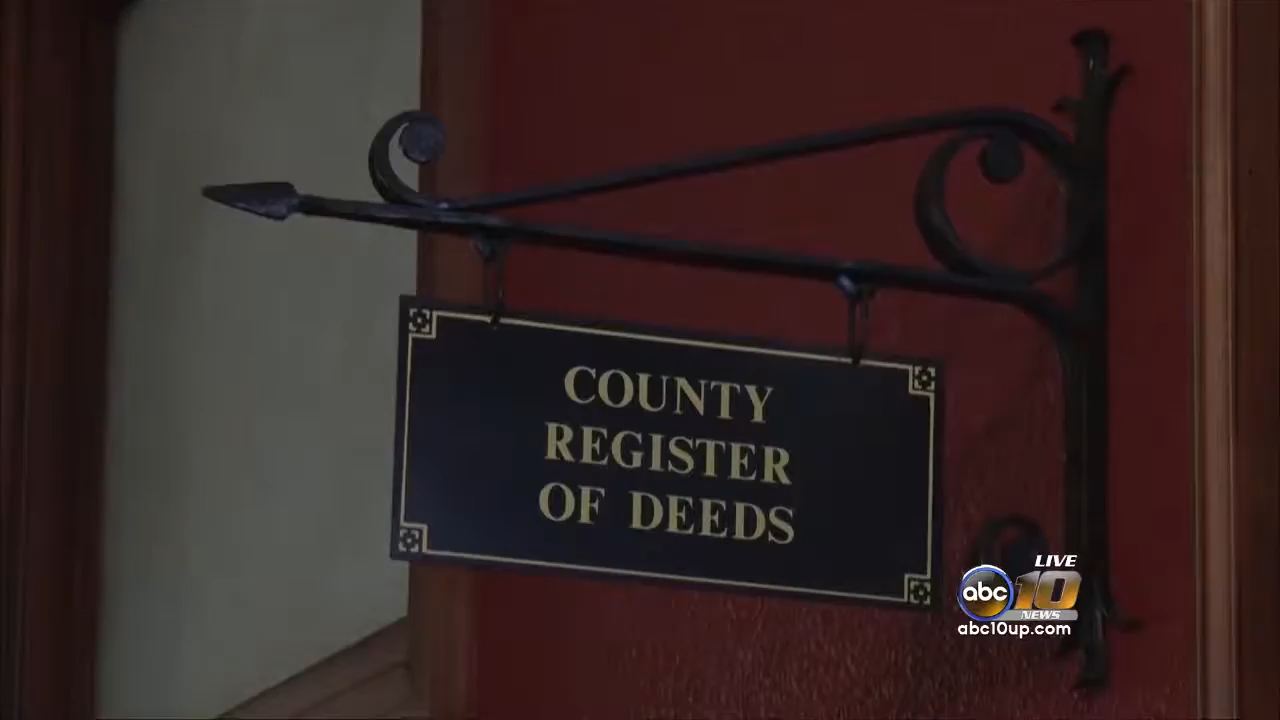 COUNTY
REGISTER
OF DEEDS
LIVE
abc 10
NEWS
abc10up.com